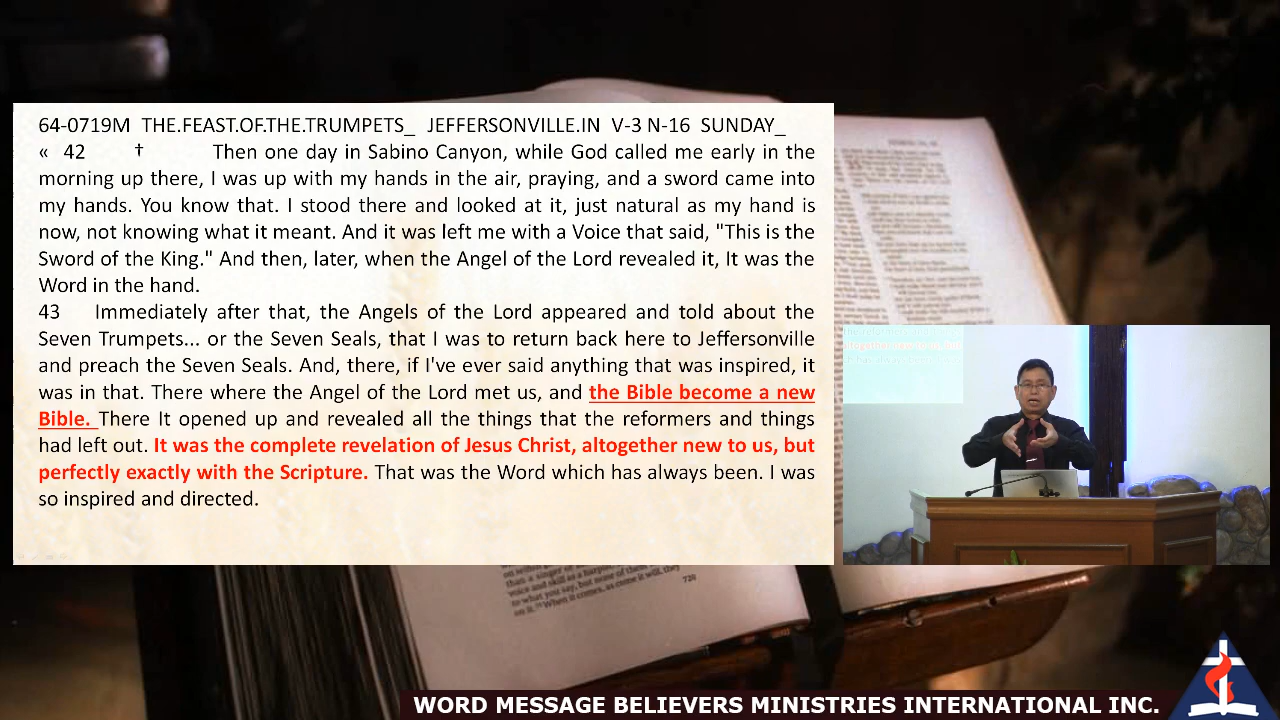 64-0719M THE.FEAST.OF.THE.TRUMPETS_ JEFFERSONVILLE.IN V-3 N-16 SUNDAY_
« 42 † Then one day in Sabino Canyon, while God called me early in the
morning up there, I was up with my hands in the air, praying, and a sword came into
my hands. You know that. I stood there and looked at it, just natural as my hand is
now, not knowing what it meant. And it was left me with a Voice that said, "This is the
Sword of the King." And then, later, when the Angel of the Lord revealed it, It was the
Word in the hand.
43 Immediately after that, the Angels of the Lord appeared and told about the
Seven Trumpets... or the Seven Seals, that I was to return back here to Jeffersonville
and preach the Seven Seals. And, there, if I've ever said anything that was inspired, it
was in that. There where the Angel of the Lord met us, and the Bible become a new
Bible. There It opened up and revealed all the things that the reformers and things
had left out. It was the complete revelation of Jesus Christ, altogether new to us, but
perfectly exactly with the Scripture. That was the Word which has always been. I was
so inspired and directed.
720
WORD MESSAGE BELIEVERS MINISTRIES INTERNATIONAL INC.